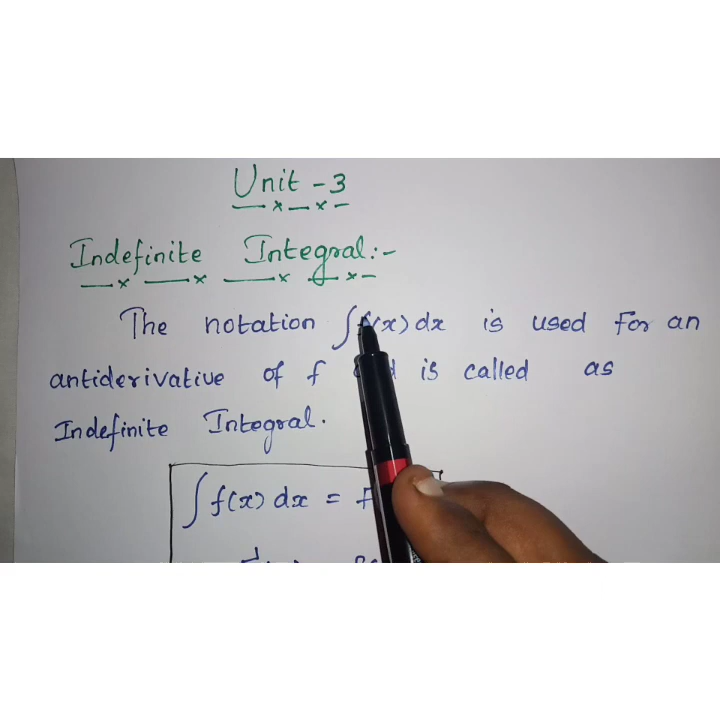 Unit - 3
Indefinite Integral:-
The notation ∫f(x) dx is used for an
antiderivative of f is called as
Indefinite Integral.
∫ f(x) dx = F